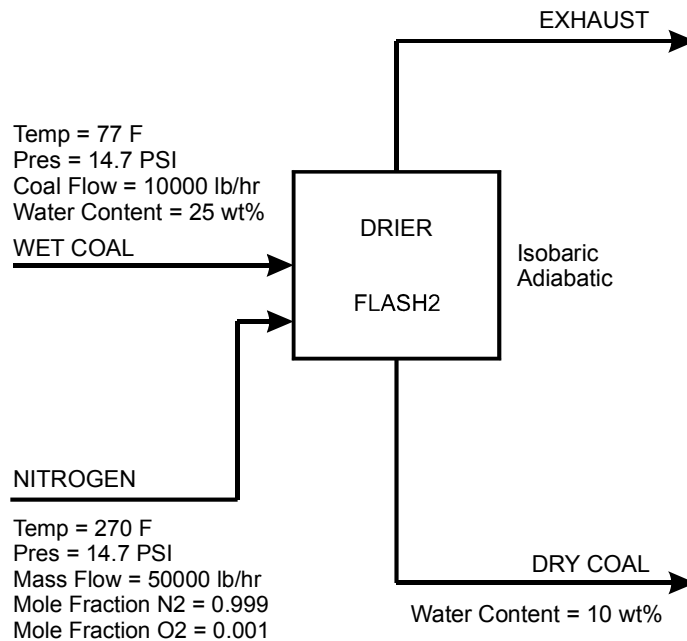 EXHAUST
Temp = 77 F
Pres = 14.7 PSI
Coal Flow = 10000 lb/hr
Water Content = 25 wt%
WET COAL
DRIER
FLASH2
Isobaric
Adiabatic
NITROGEN
Temp = 270 F
Pres = 14.7 PSI
Mass Flow = 50000 lb/hr
Mole Fraction N2 = 0.999
Mole Fraction O2 = 0.001
DRY COAL
Water Content = 10 wt%